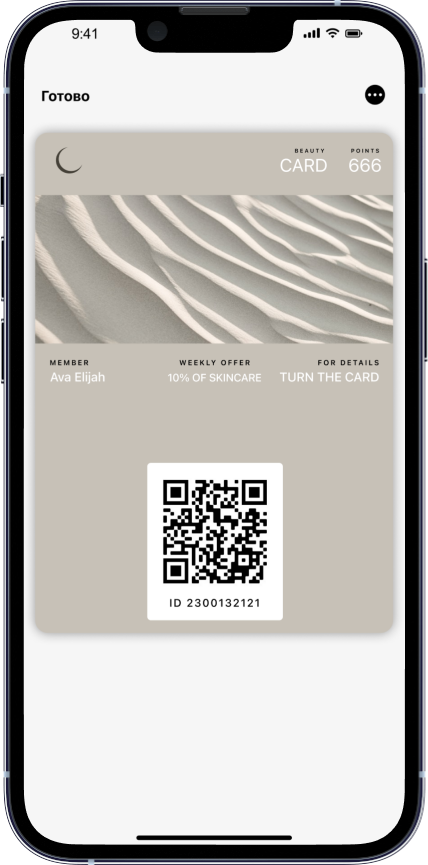 9:41
Готово
BEAUTY POINTS
CARD 666
MEMBER WEEKLY OFFER FOR DETAILS
Ava Elijah 10% OF SKINCARE TURN THE CARD
ID 2300132121